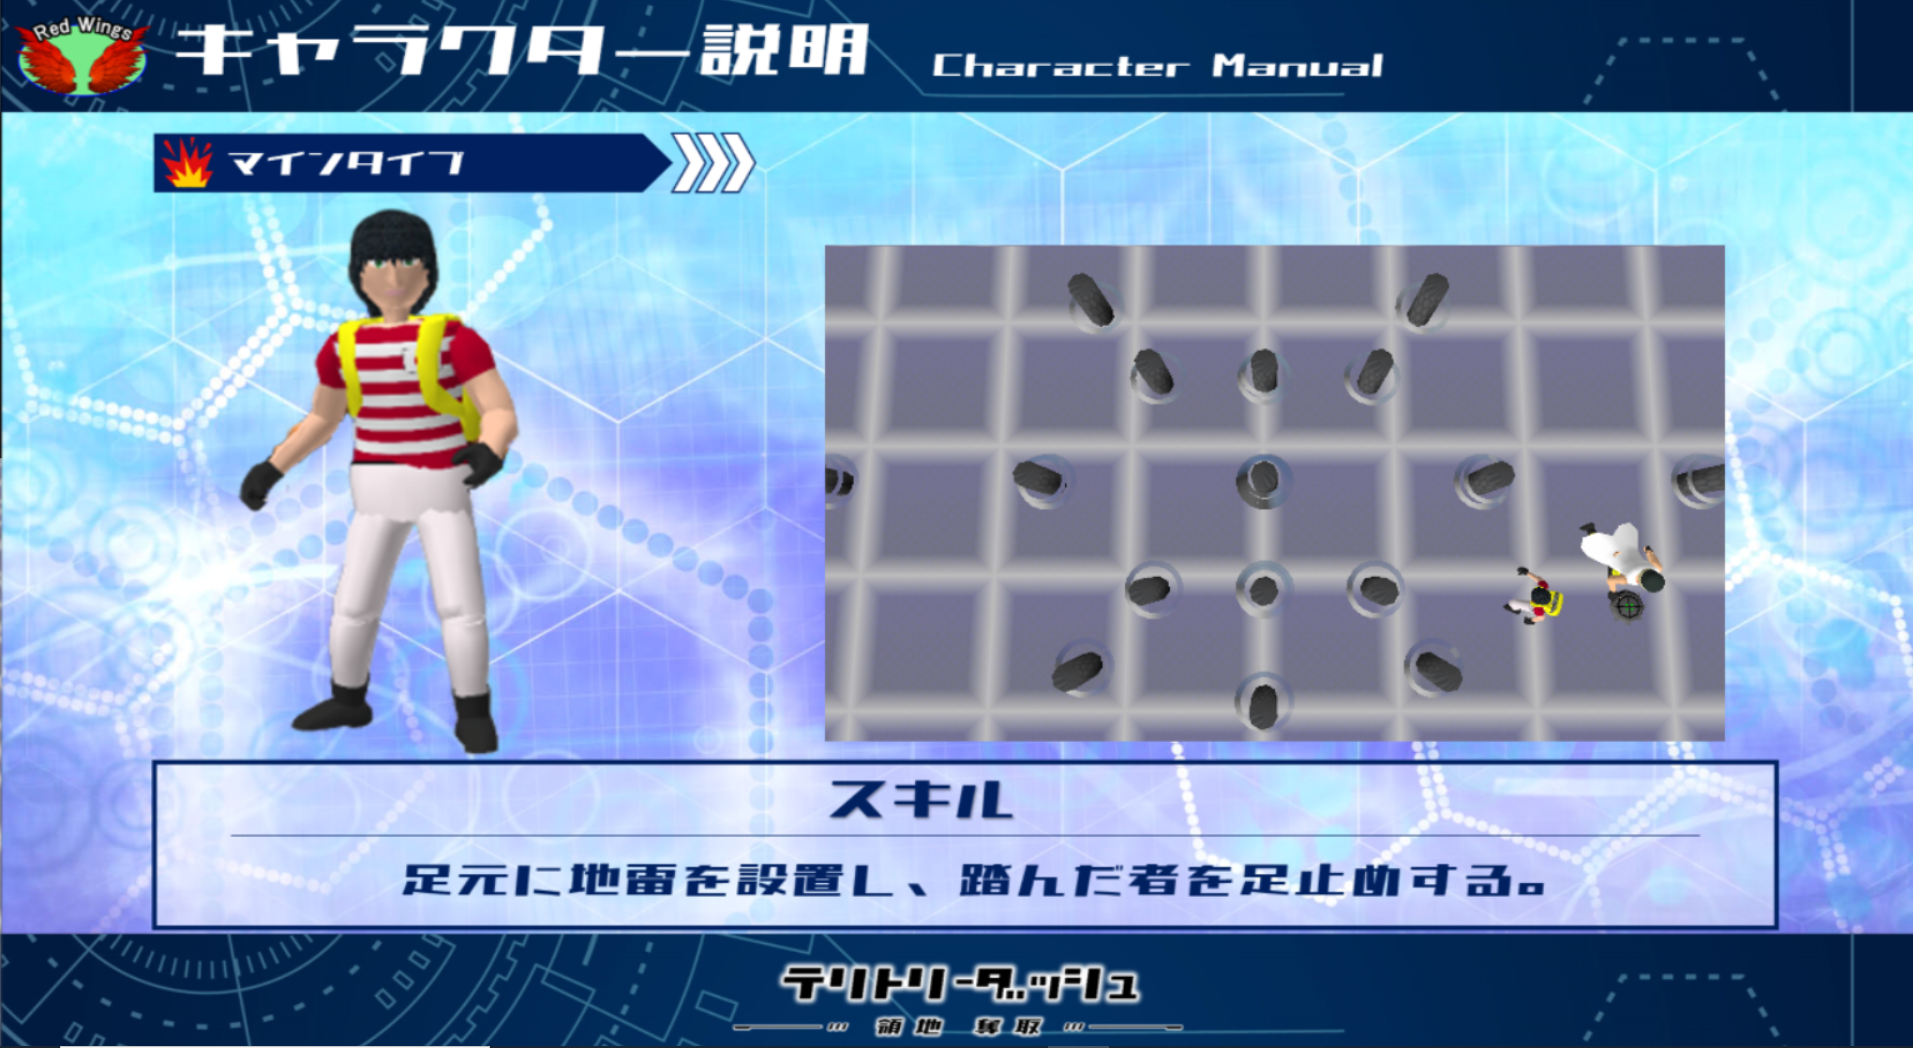 Red Wings
キャラクター説明
Character Manual
マインタイプ
スキル
足元に地雷を設置し、踏んだ者を足止めする。
テリトリーダッシュ
領地 奪取